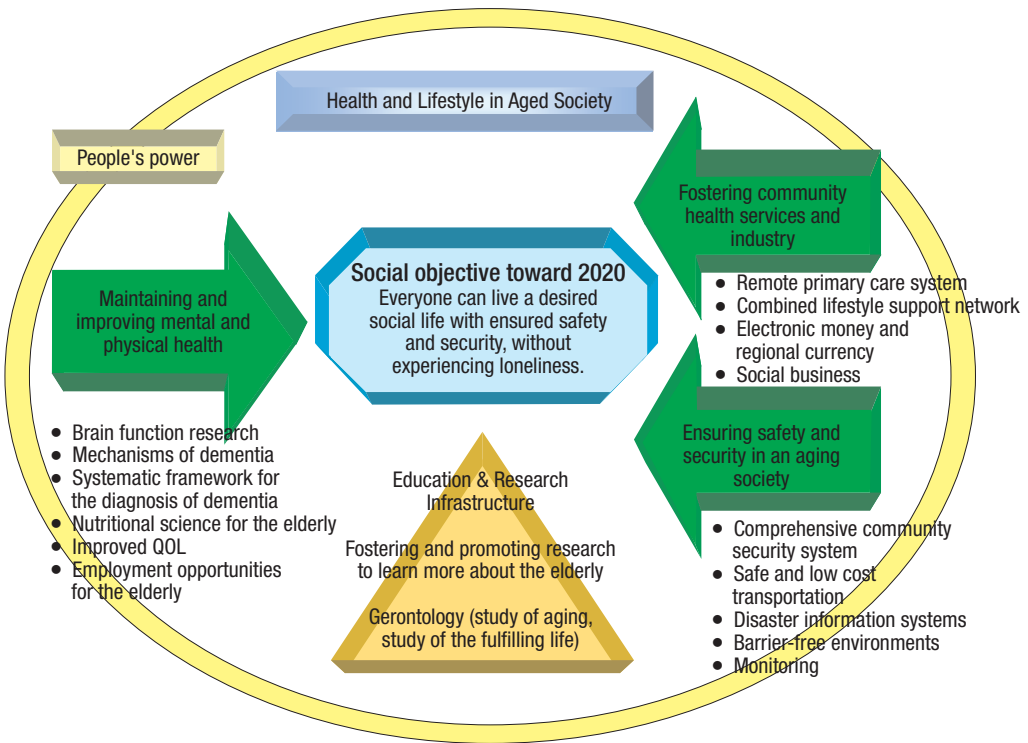 Health and Lifestyle in Aged Society
People's power
Maintaining and
improving mental and
physical health
• Brain function research
• Mechanisms of dementia
• Systematic framework for
the diagnosis of dementia
• Nutritional science for the elderly
• Improved QOL
• Employment opportunities
for the elderly
Social objective toward 2020
Everyone can live a desired
social life with ensured safety
and security, without
experiencing loneliness.
Education & Research
Infrastructure
Fostering and promoting research
to learn more about the elderly
Gerontology (study of aging,
study of the fulfilling life)
Fostering community
health services and
industry
• Remote primary care system
• Combined lifestyle support network
• Electronic money and
regional currency
• Social business
Ensuring safety and
security in an aging
society
• Comprehensive community
security system
• Safe and low cost
transportation
• Disaster information systems
• Barrier-free environments
• Monitoring